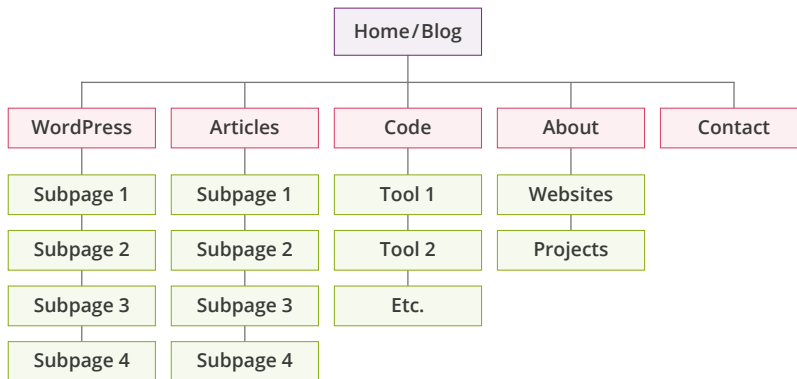 Home/Blog
WordPress
Articles
Code
About
Contact
Subpage 1
Subpage 1
Tool 1
Websites
Subpage 2
Subpage 2
Tool 2
Projects
Subpage 3
Subpage 3
Etc.
Subpage 4
Subpage 4